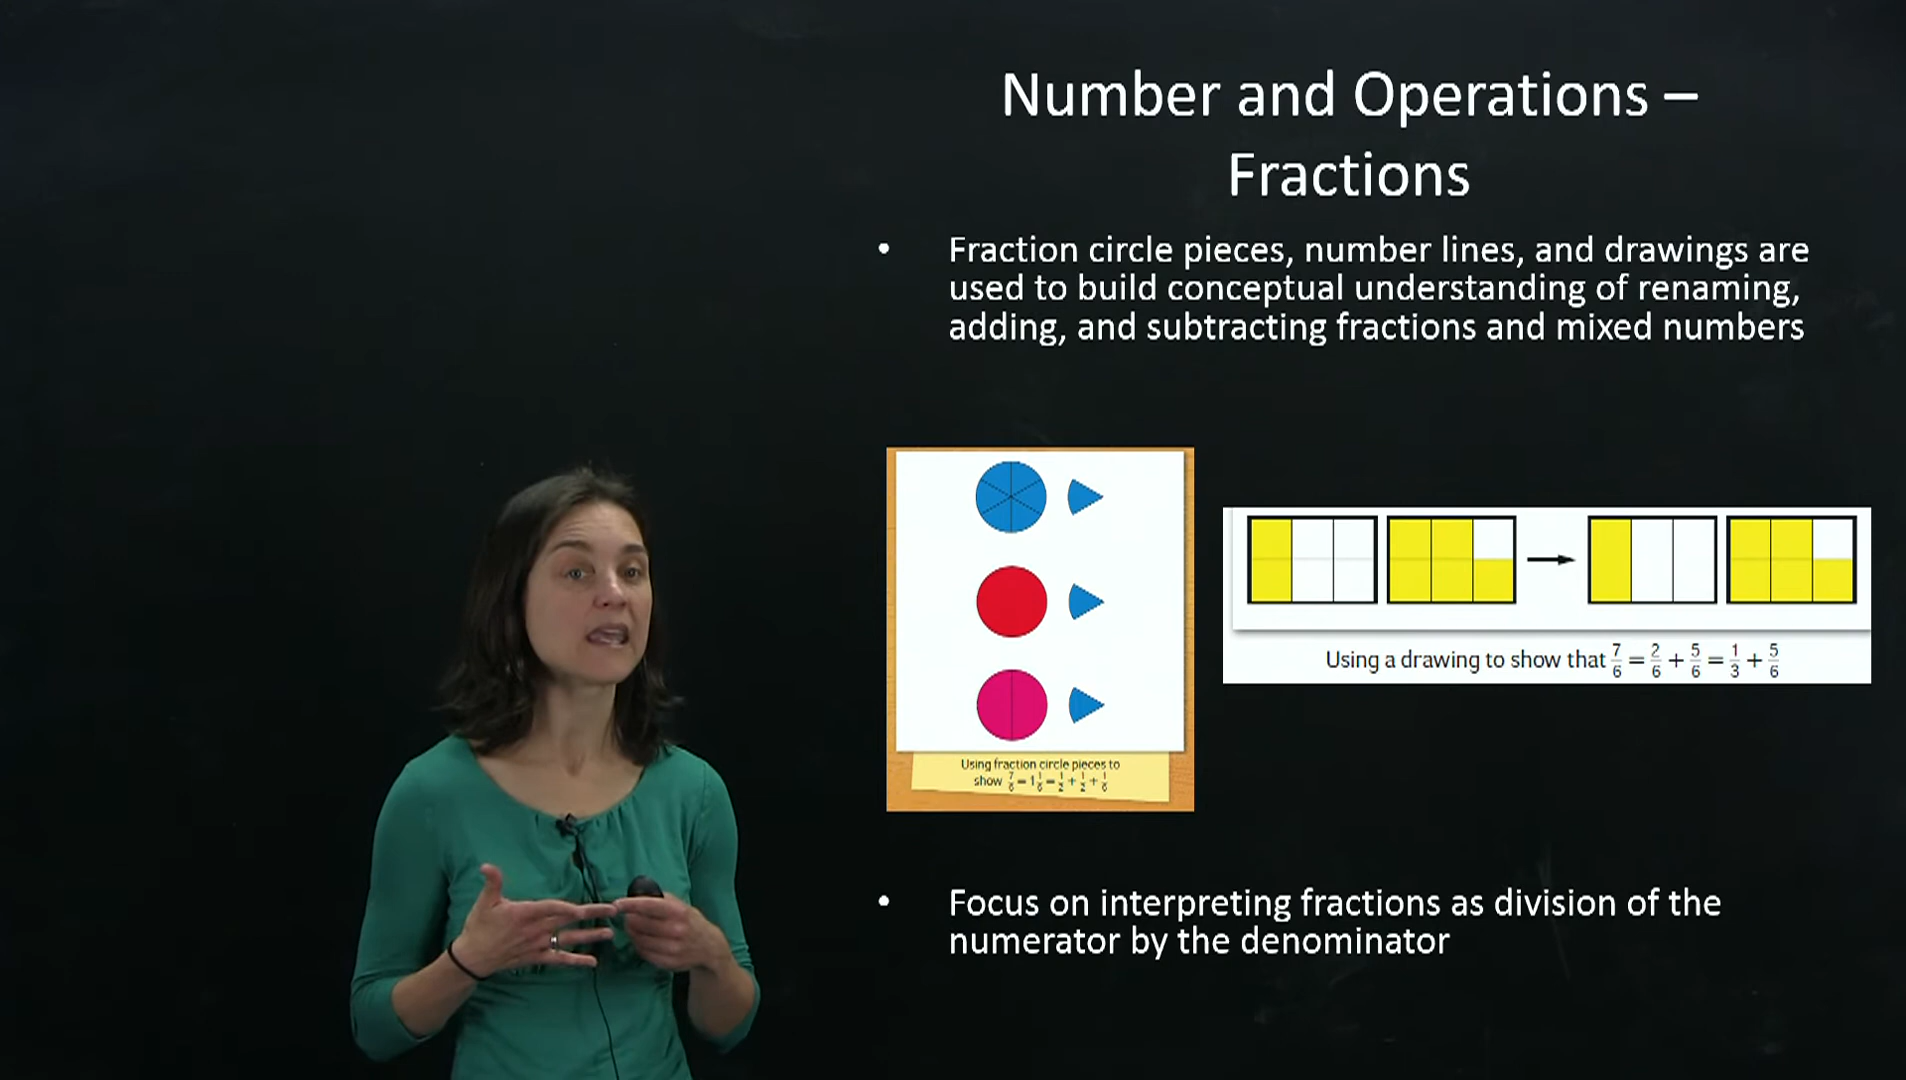 Number and Operations –
Fractions
• Fraction circle pieces, number lines, and drawings are
used to build conceptual understanding of renaming,
adding, and subtracting fractions and mixed numbers
Using fraction circle pieces to
show 7/6 = 1 1/6 = 1/2 + 1/2 + 1/6
Using a drawing to show that 7/6 = 2/6 + 5/6 = 1/3 + 5/6
• Focus on interpreting fractions as division of the
numerator by the denominator